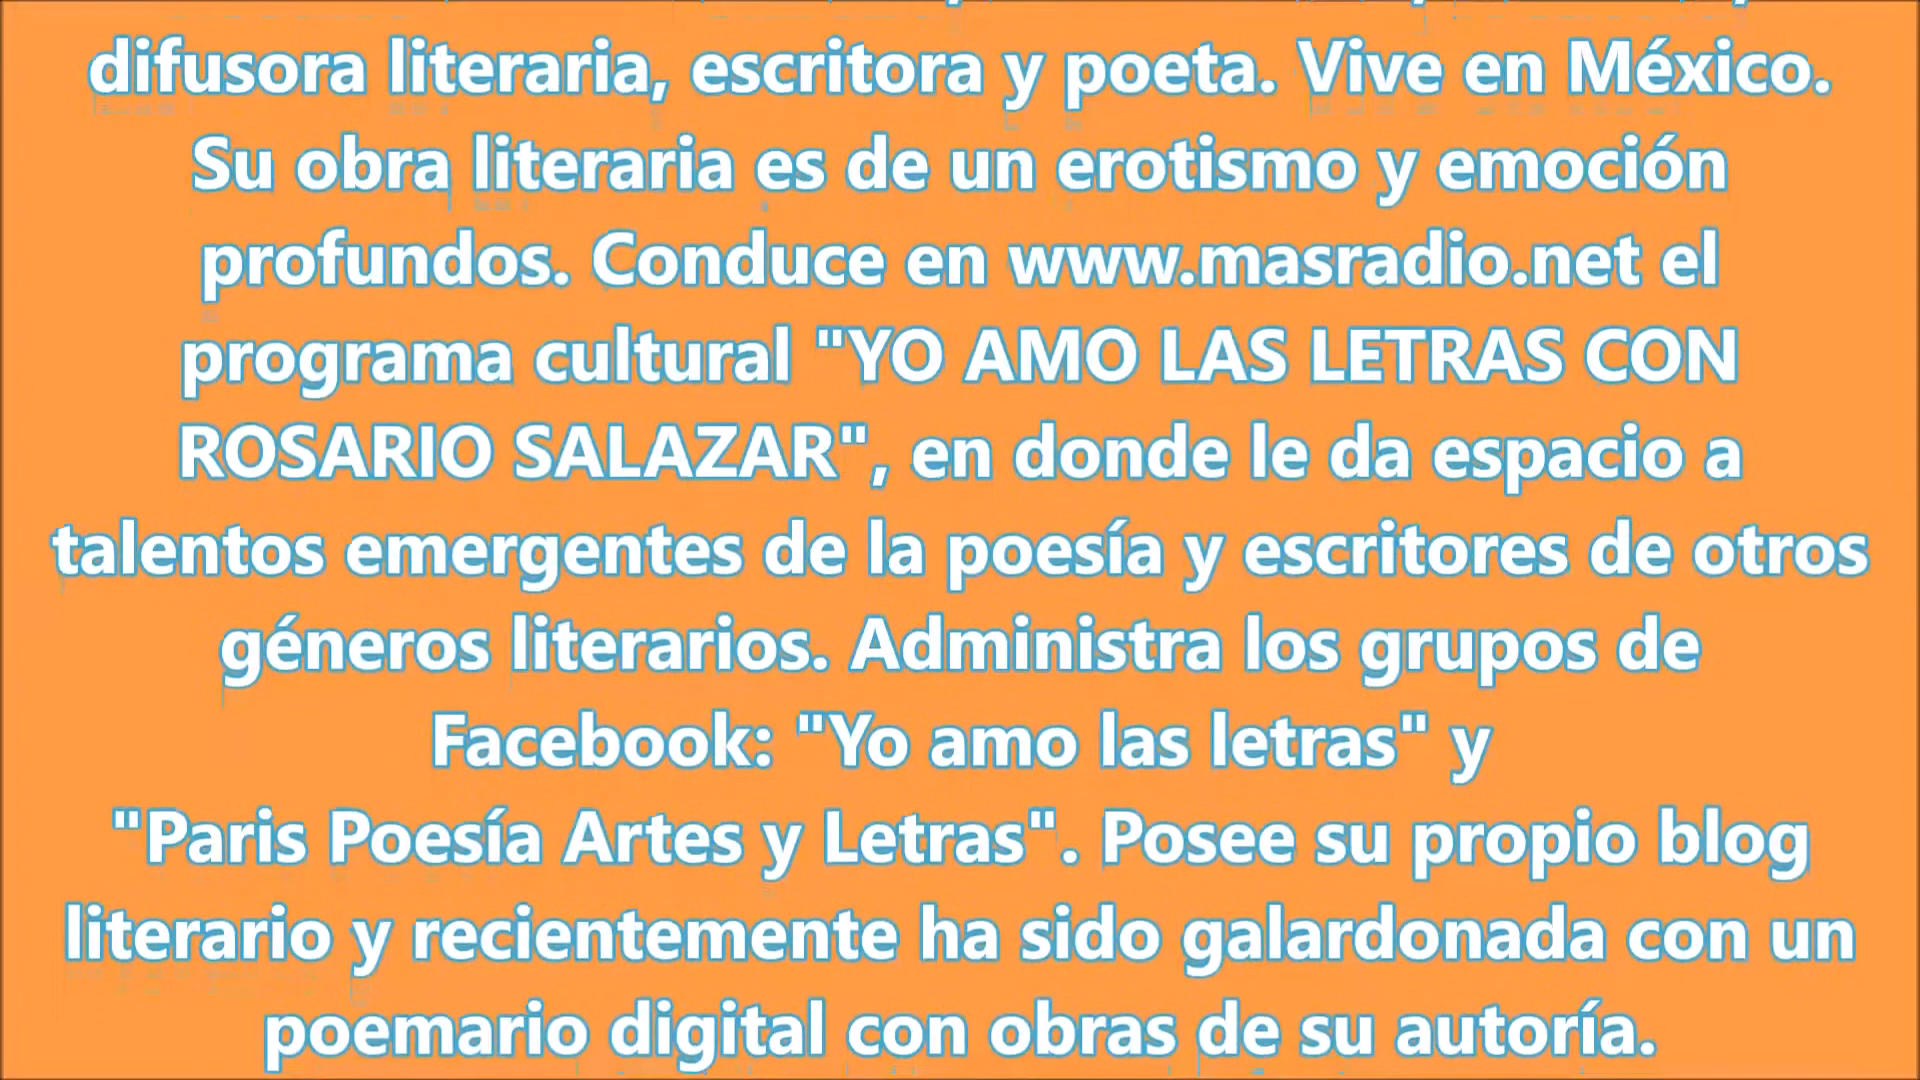 difusora literaria, escritora y poeta. Vive en México.
Su obra literaria es de un erotismo y emoción
profundos. Conduce en www.masradio.net el
programa cultural "YO AMO LAS LETRAS CON
ROSARIO SALAZAR", en donde le da espacio a
talentos emergentes de la poesía y escritores de otros
géneros literarios. Administra los grupos de
Facebook: "Yo amo las letras" y
"Paris Poesía Artes y Letras". Posee su propio blog
literario y recientemente ha sido galardonada con un
poemario digital con obras de su autoría.